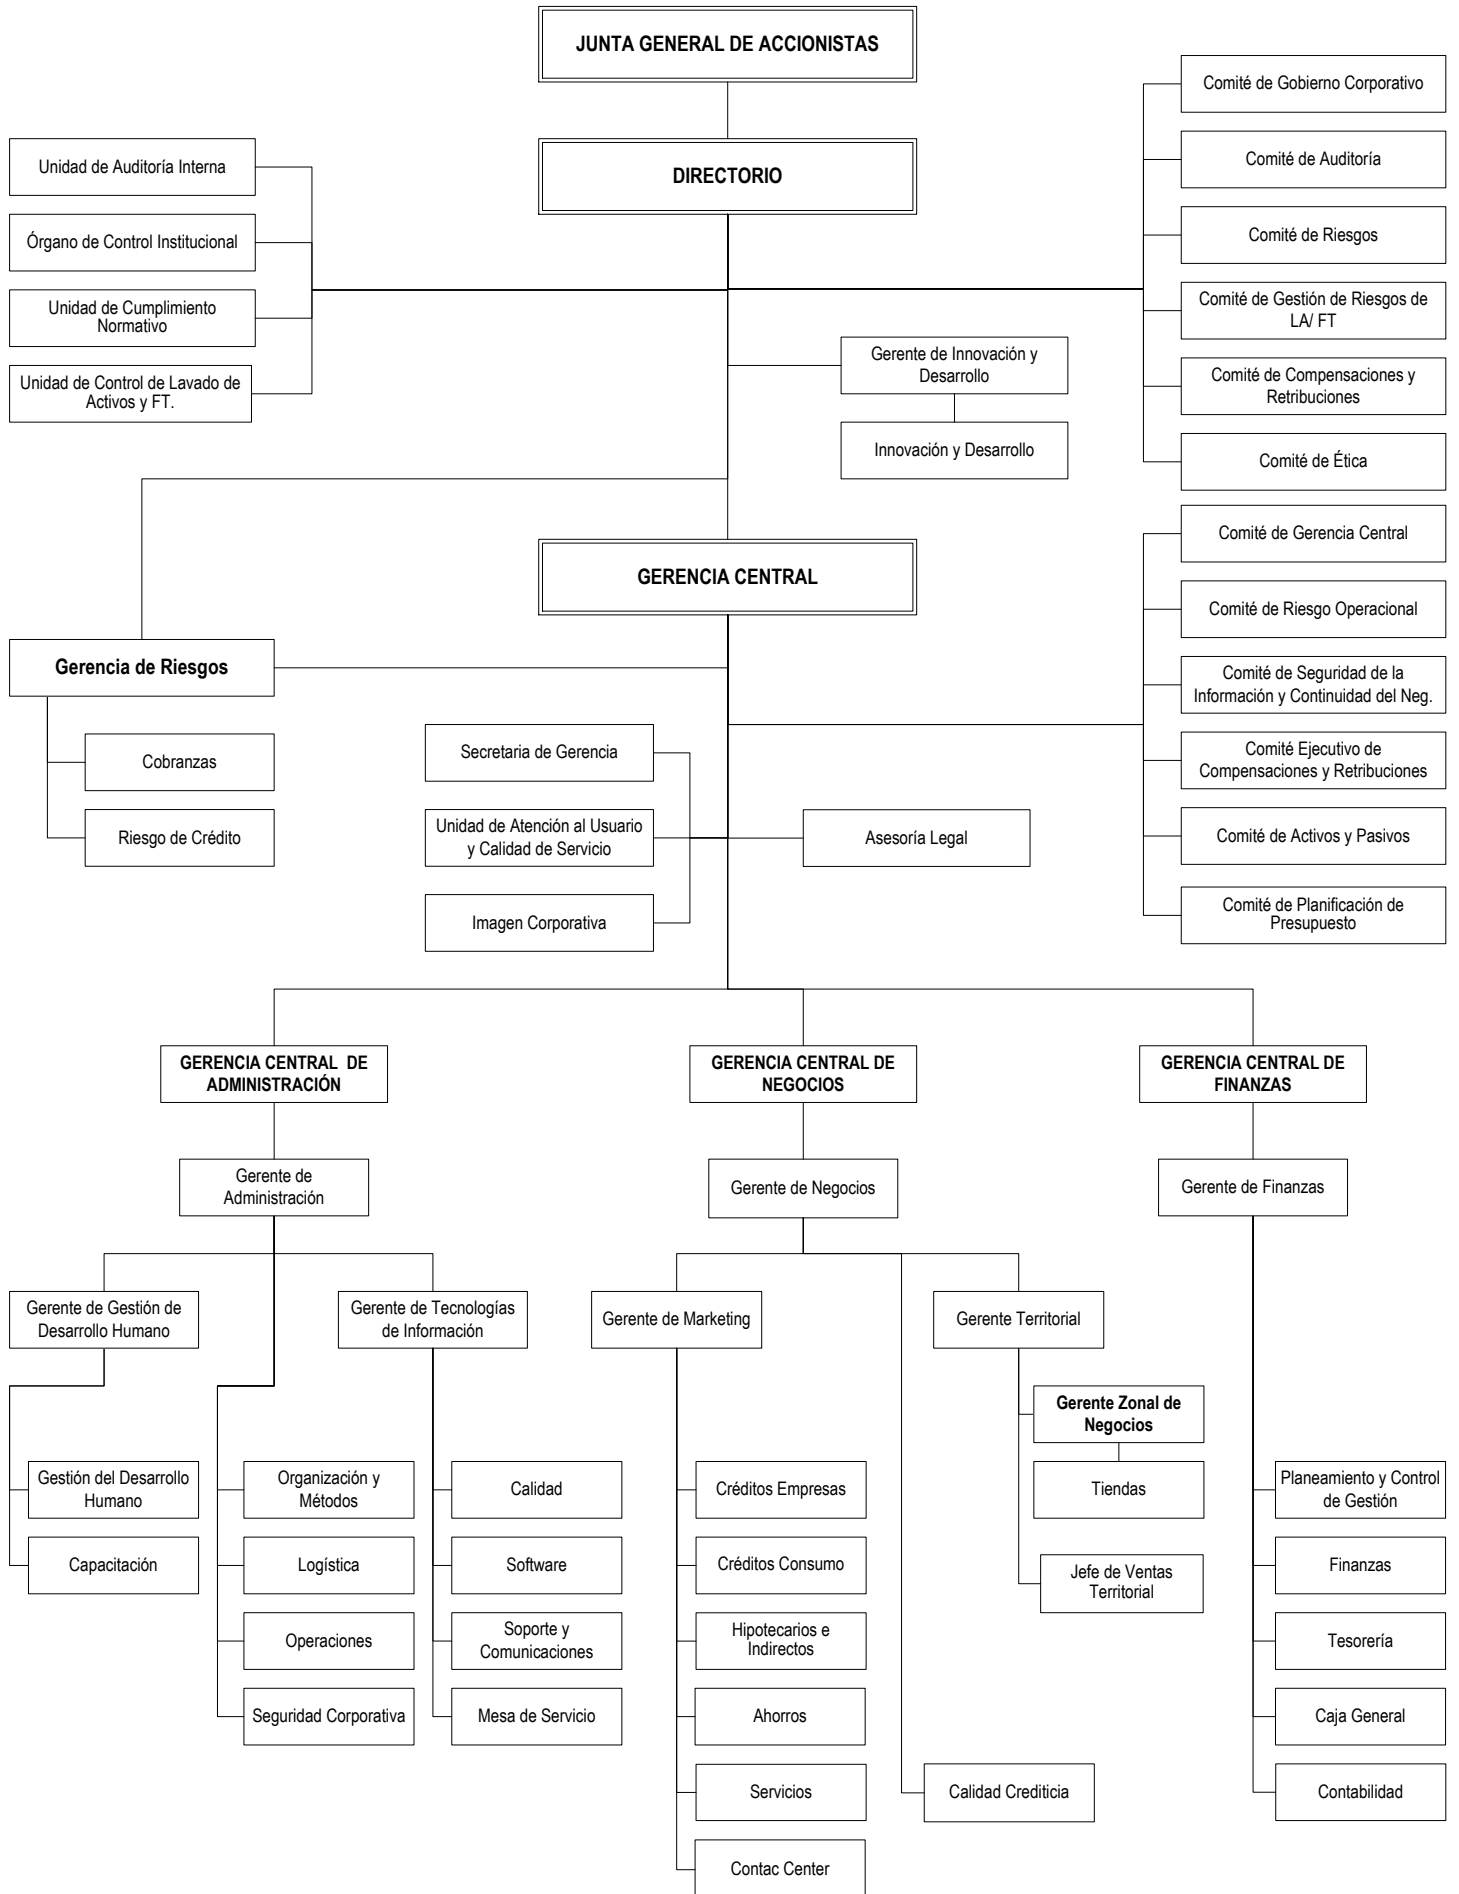 JUNTA GENERAL DE ACCIONISTAS
Comité de Gobierno Corporativo
Unidad de Auditoría Interna
DIRECTORIO
Comité de Auditoría
Órgano de Control Institucional
Comité de Riesgos
Unidad de Cumplimiento
Normativo
Comité de Gestión de Riesgos de
LA/ FT
Unidad de Control de Lavado de
Activos y FT.
Gerente de Innovación y
Desarrollo
Comité de Compensaciones y
Retribuciones
Innovación y Desarrollo
Comité de Ética
Comité de Gerencia Central
GERENCIA CENTRAL
Comité de Riesgo Operacional
Gerencia de Riesgos
Comité de Seguridad de la
Información y Continuidad del Neg.
Cobranzas
Secretaria de Gerencia
Comité Ejecutivo de
Compensaciones y Retribuciones
Riesgo de Crédito
Unidad de Atención al Usuario
y Calidad de Servicio
Asesoría Legal
Comité de Activos y Pasivos
Imagen Corporativa
Comité de Planificación de
Presupuesto
GERENCIA CENTRAL  DE
ADMINISTRACIÓN
GERENCIA CENTRAL DE
NEGOCIOS
GERENCIA CENTRAL DE
FINANZAS
Gerente de
Administración
Gerente de Negocios
Gerente de Finanzas
Gerente de Gestión de
Desarrollo Humano
Gerente de Tecnologías
de Información
Gerente de Marketing
Gerente Territorial
Gerente Zonal de
Negocios
Gestión del Desarrollo
Humano
Organización y
Métodos
Calidad
Créditos Empresas
Tiendas
Planeamiento y Control
de Gestión
Capacitación
Logística
Software
Créditos Consumo
Jefe de Ventas
Territorial
Finanzas
Operaciones
Soporte y
Comunicaciones
Hipotecarios e
Indirectos
Tesorería
Seguridad Corporativa
Mesa de Servicio
Ahorros
Caja General
Servicios
Calidad Crediticia
Contabilidad
Contac Center